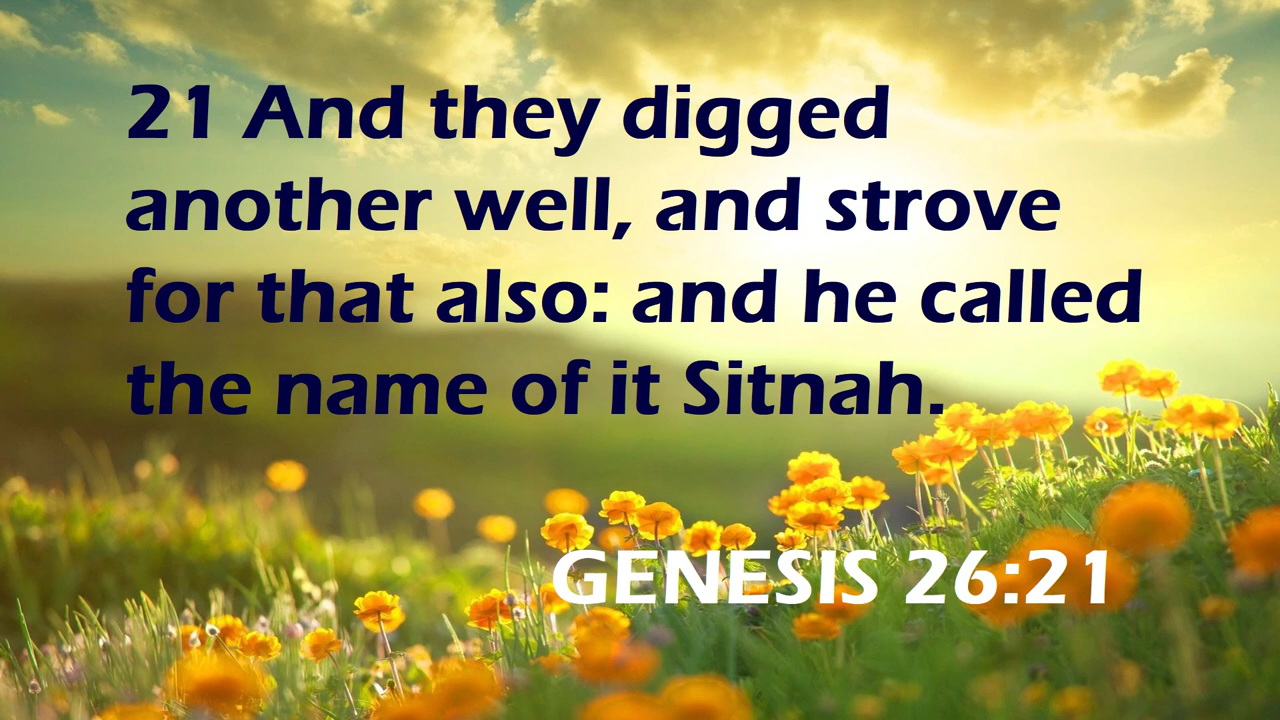 21 And they digged
another well, and strove
for that also: and he called
the name of it Sitnah.
GENESIS 26:21